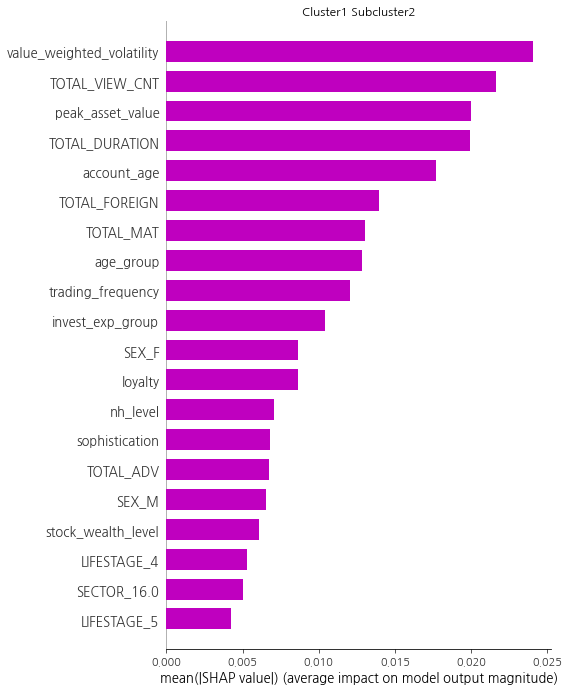 Cluster1 Subcluster2
value_weighted_volatility
TOTAL_VIEW_CNT
peak_asset_value
TOTAL_DURATION
account_age
TOTAL_FOREIGN
TOTAL_MAT
age_group
trading_frequency
invest_exp_group
SEX_F
loyalty
nh_level
sophistication
TOTAL_ADV
SEX_M
stock_wealth_level
LIFESTAGE_4
SECTOR_16.0
LIFESTAGE_5
0.000 0.005 0.010 0.015 0.020 0.025
mean(|SHAP value|) (average impact on model output magnitude)